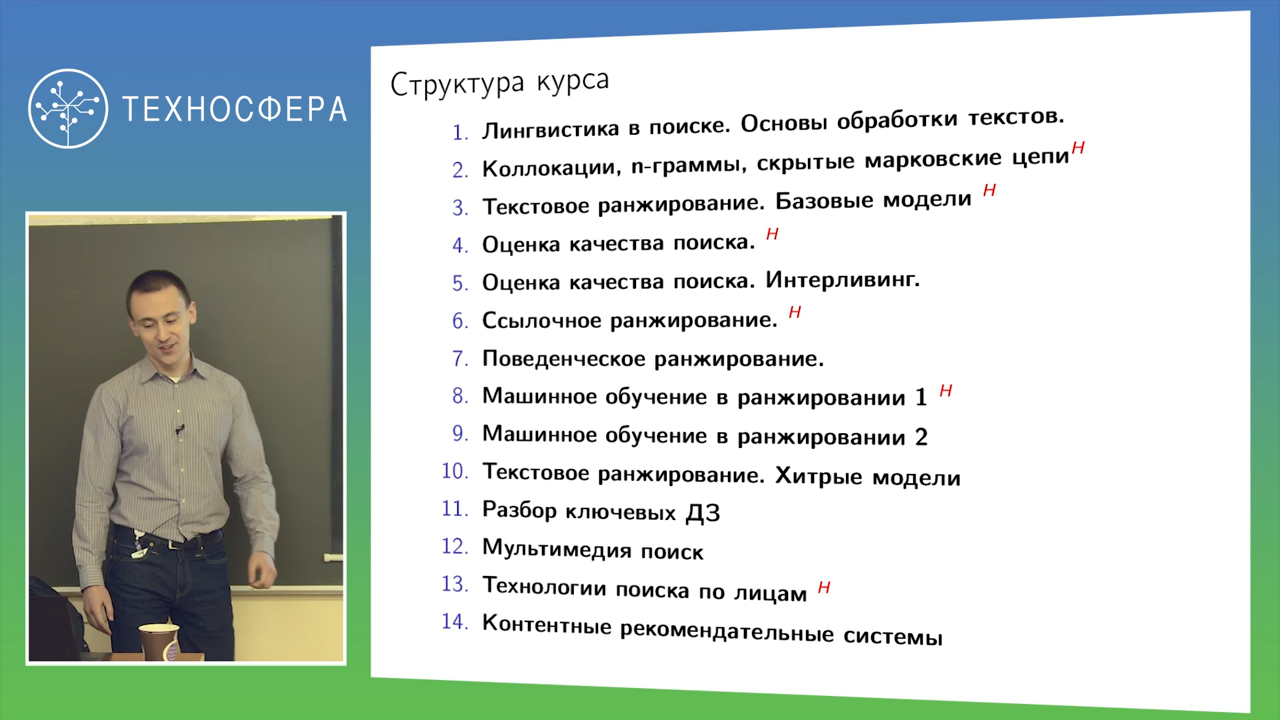 ТЕХНОСФЕРА
Структура курса
1. Лингвистика в поиске. Основы обработки текстов.
2. Коллокации, n-граммы, скрытые марковские цепи H
3. Текстовое ранжирование. Базовые модели H
4. Оценка качества поиска. H
5. Оценка качества поиска. Интерливинг.
6. Ссылочное ранжирование. H
7. Поведенческое ранжирование.
8. Машинное обучение в ранжировании 1 H
9. Машинное обучение в ранжировании 2
10. Текстовое ранжирование. Хитрые модели
11. Разбор ключевых ДЗ
12. Мультимедия поиск
13. Технологии поиска по лицам H
14. Контентные рекомендательные системы